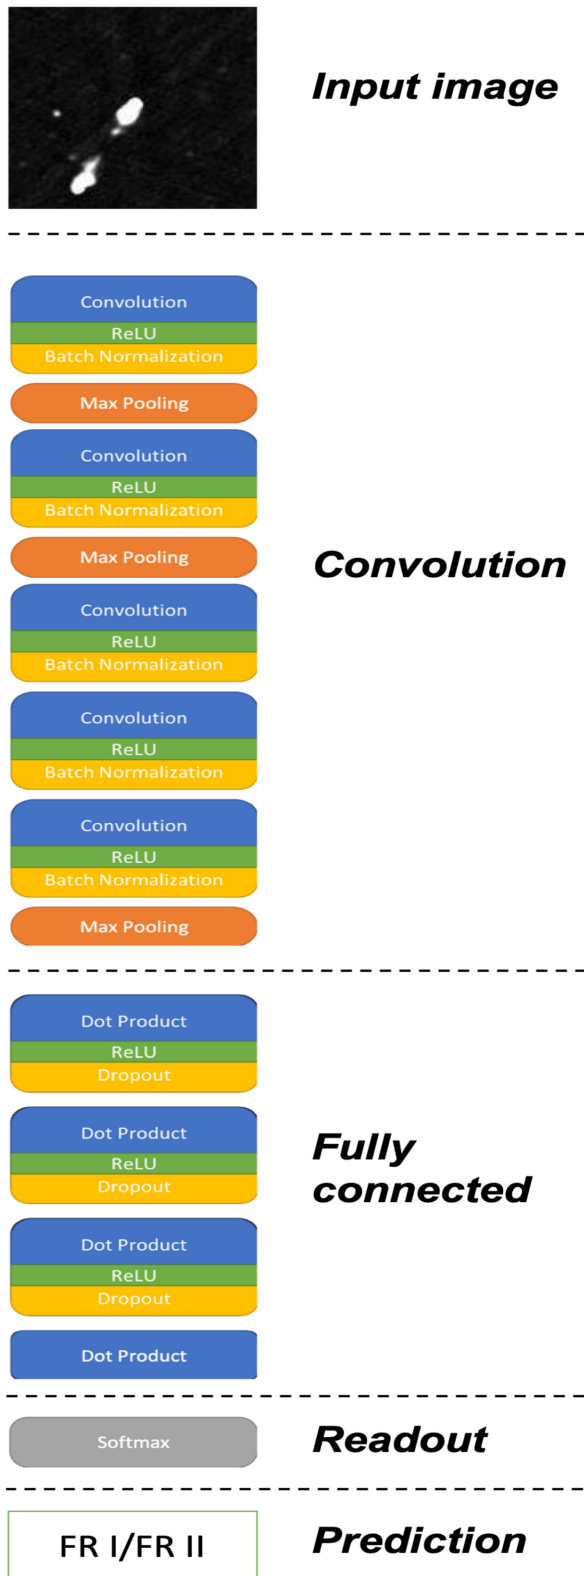 Input image
Convolution
ReLU
Batch Normalization
Max Pooling
Convolution
ReLU
Batch Normalization
Max Pooling
Convolution
Convolution
ReLU
Batch Normalization
Convolution
ReLU
Batch Normalization
Convolution
ReLU
Batch Normalization
Max Pooling
Dot Product
ReLU
Dropout
Dot Product
ReLU
Dropout
Fully
connected
Dot Product
ReLU
Dropout
Dot Product
Softmax
Readout
FR I/FR II
Prediction